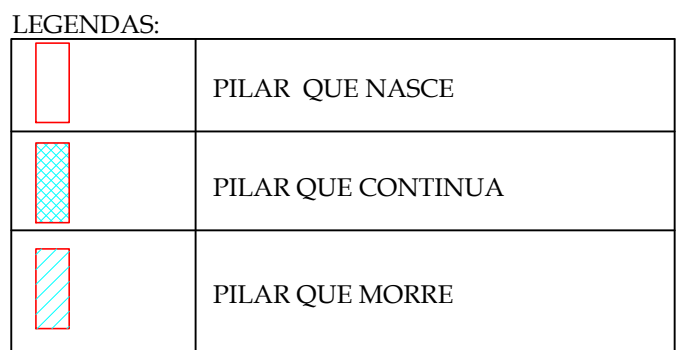 LEGENDAS:
PILAR QUE NASCE
PILAR QUE CONTINUA
PILAR QUE MORRE